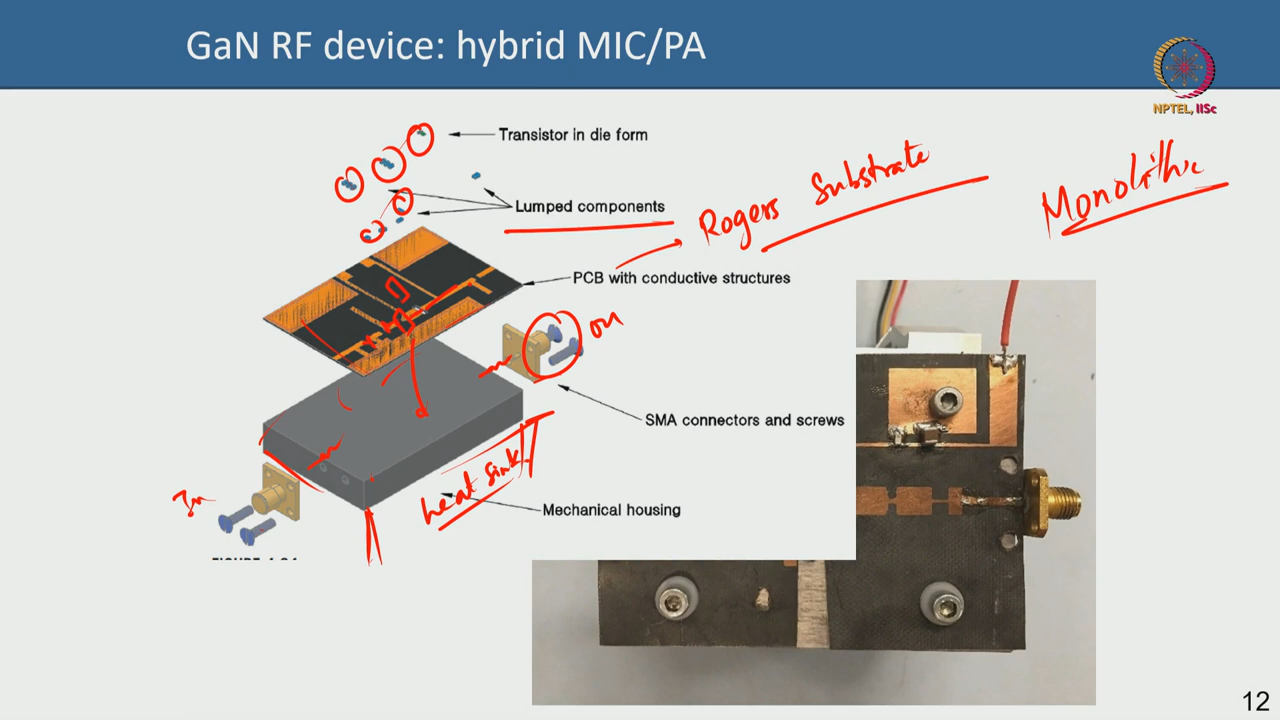 GaN RF device: hybrid MIC/PA
NPTEL, IISc
Transistor in die form
Monolithic
Rogers Substrate
Lumped components
PCB with conductive structures
out
SMA connectors and screws
heat sink
In
Mechanical housing
12